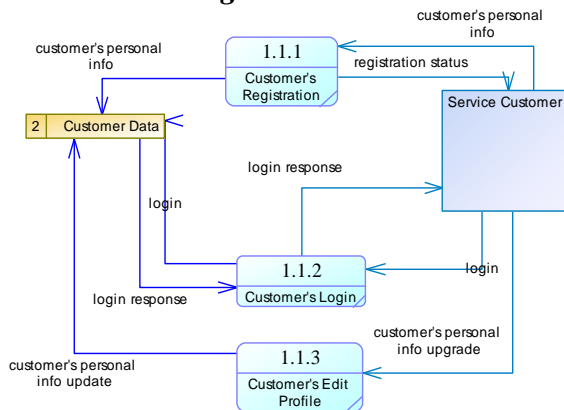 customer's personal
info
1.1.1
Customer's
Registration
customer's personal
info
registration status
2 Customer Data
Service Customer
login response
login
1.1.2
Customer's Login
login
login response
customer's personal
info upgrade
1.1.3
Customer's Edit
Profile
customer's personal
info update